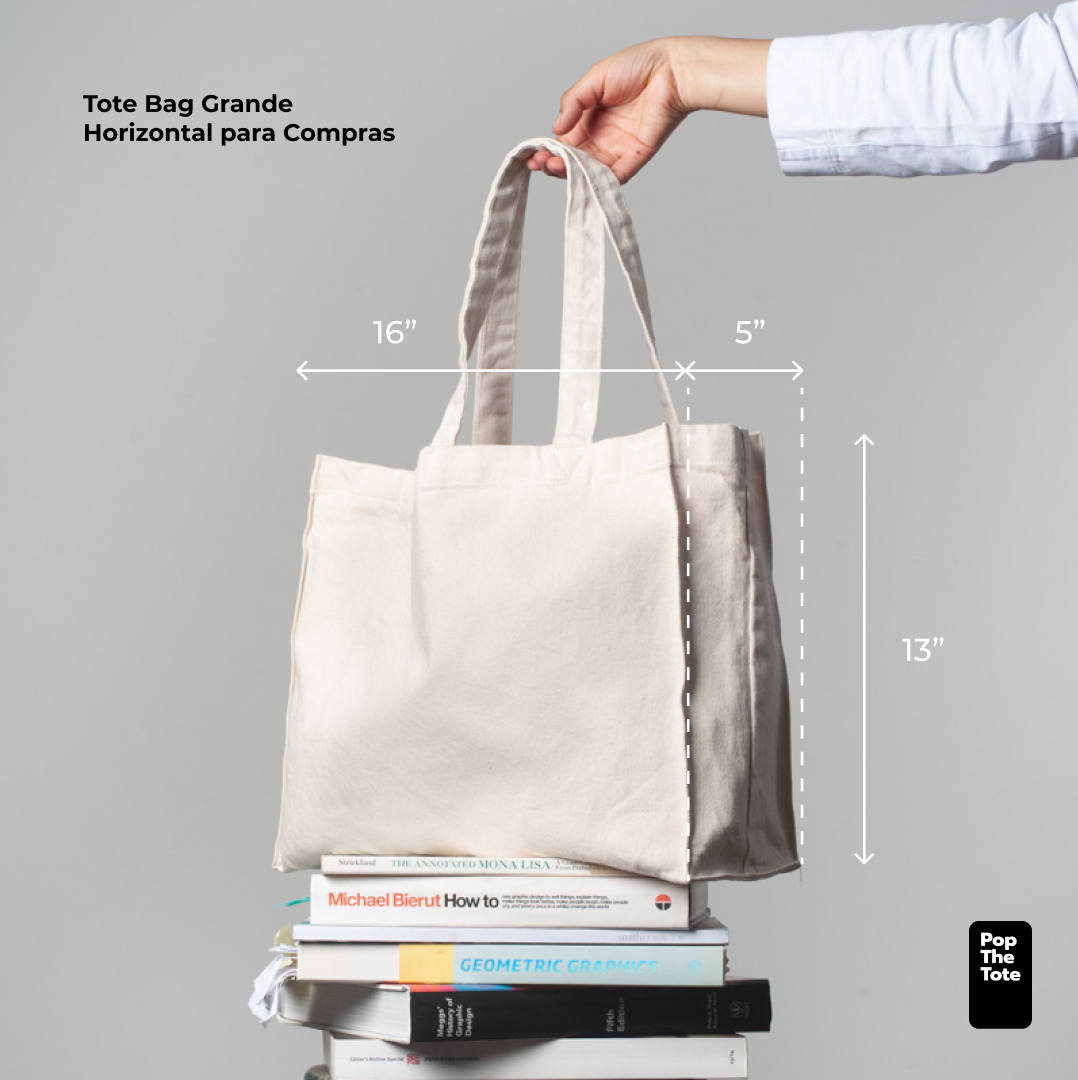 Tote Bag Grande
Horizontal para Compras
16”
5”
13”
Strickland THE ANNOTATED MONA LISA
Michael Bierut How to
use graphic design to sell things, explain things,
make things look better, make people laugh, make people
cry, and (every once in a while) change the world
GEOMETRIC GRAPHICS
Meggs'
History of
Graphic
Design
Fifth
Edition
Pop
The
Tote